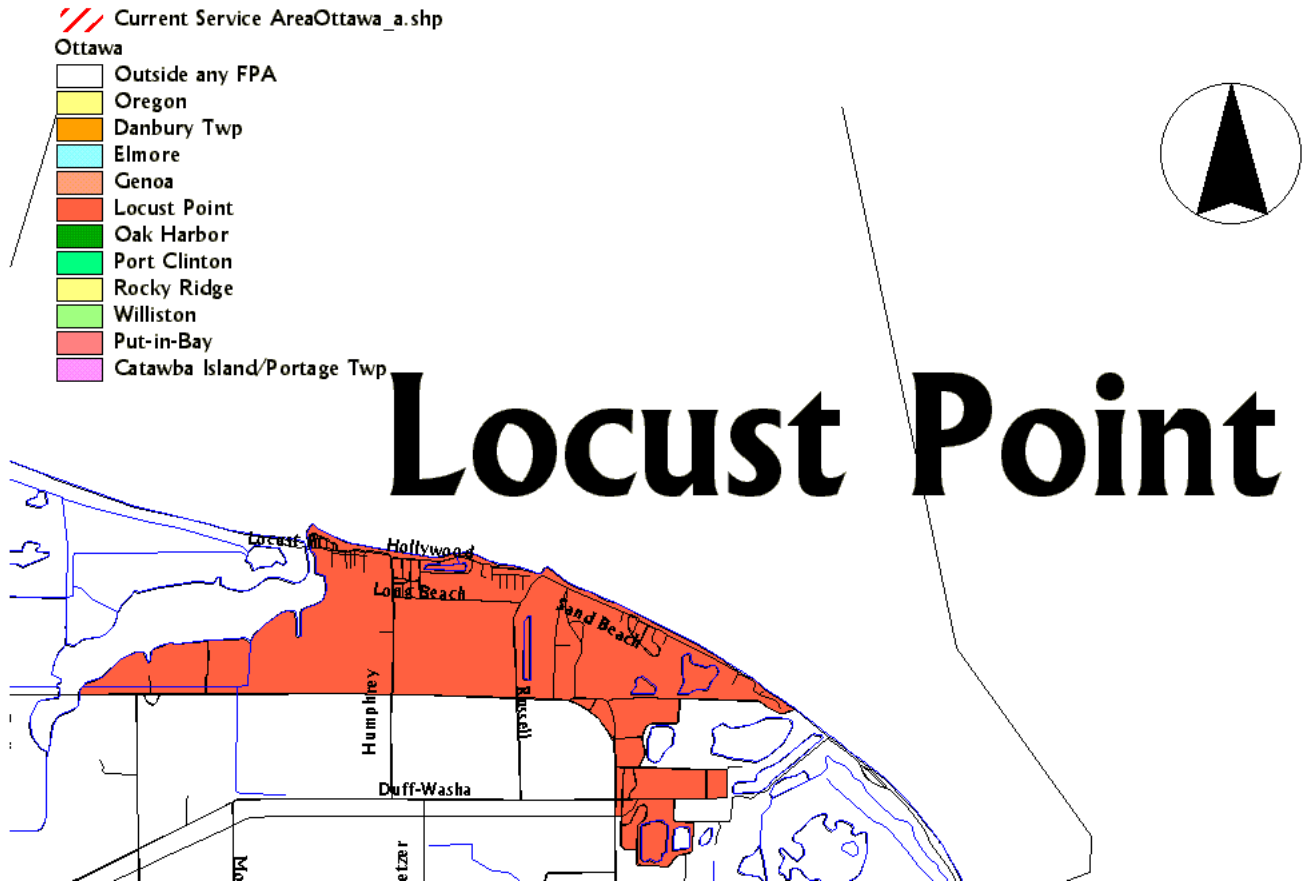 Current Service AreaOttawa_a.shp
Ottawa
Outside any FPA
Oregon
Danbury Twp
Elmore
Genoa
Locust Point
Oak Harbor
Port Clinton
Rocky Ridge
Williston
Put-in-Bay
Catawba Island/Portage Twp
Locust Point
Hollywood
Long Beach
Sand Beach
Humphrey
Russell
Duff-Washa
etzer